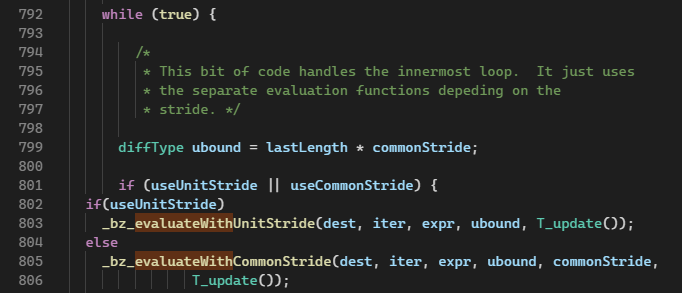 792 while (true) {
793
794 /*
795 * This bit of code handles the innermost loop.  It just uses
796 * the separate evaluation functions depeding on the
797 * stride. */
798
799 diffType ubound = lastLength * commonStride;
800
801 if (useUnitStride || useCommonStride) {
802 if(useUnitStride)
803 _bz_evaluateWithUnitStride(dest, iter, expr, ubound, T_update());
804 else
805 _bz_evaluateWithCommonStride(dest, iter, expr, ubound, commonStride,
806 T_update());